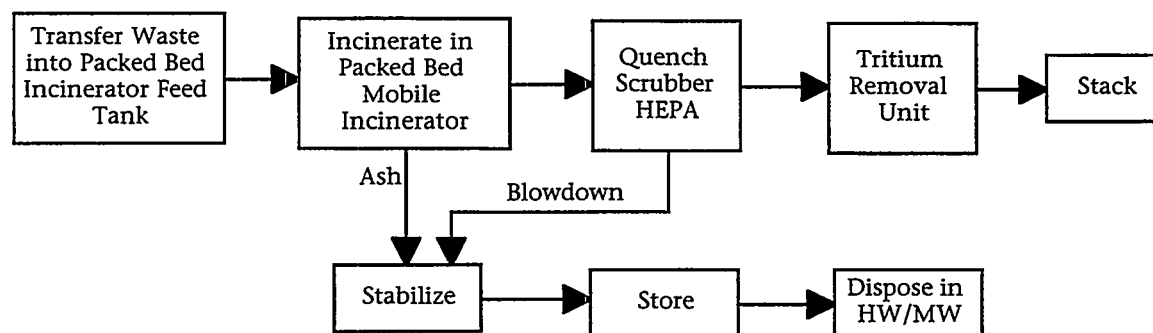 Transfer Waste
into Packed Bed
Incinerator Feed
Tank
Incinerate in
Packed Bed
Mobile
Incinerator
Quench
Scrubber
HEPA
Tritium
Removal
Unit
Stack
Ash
Blowdown
Stabilize
Store
Dispose in
HW/MW